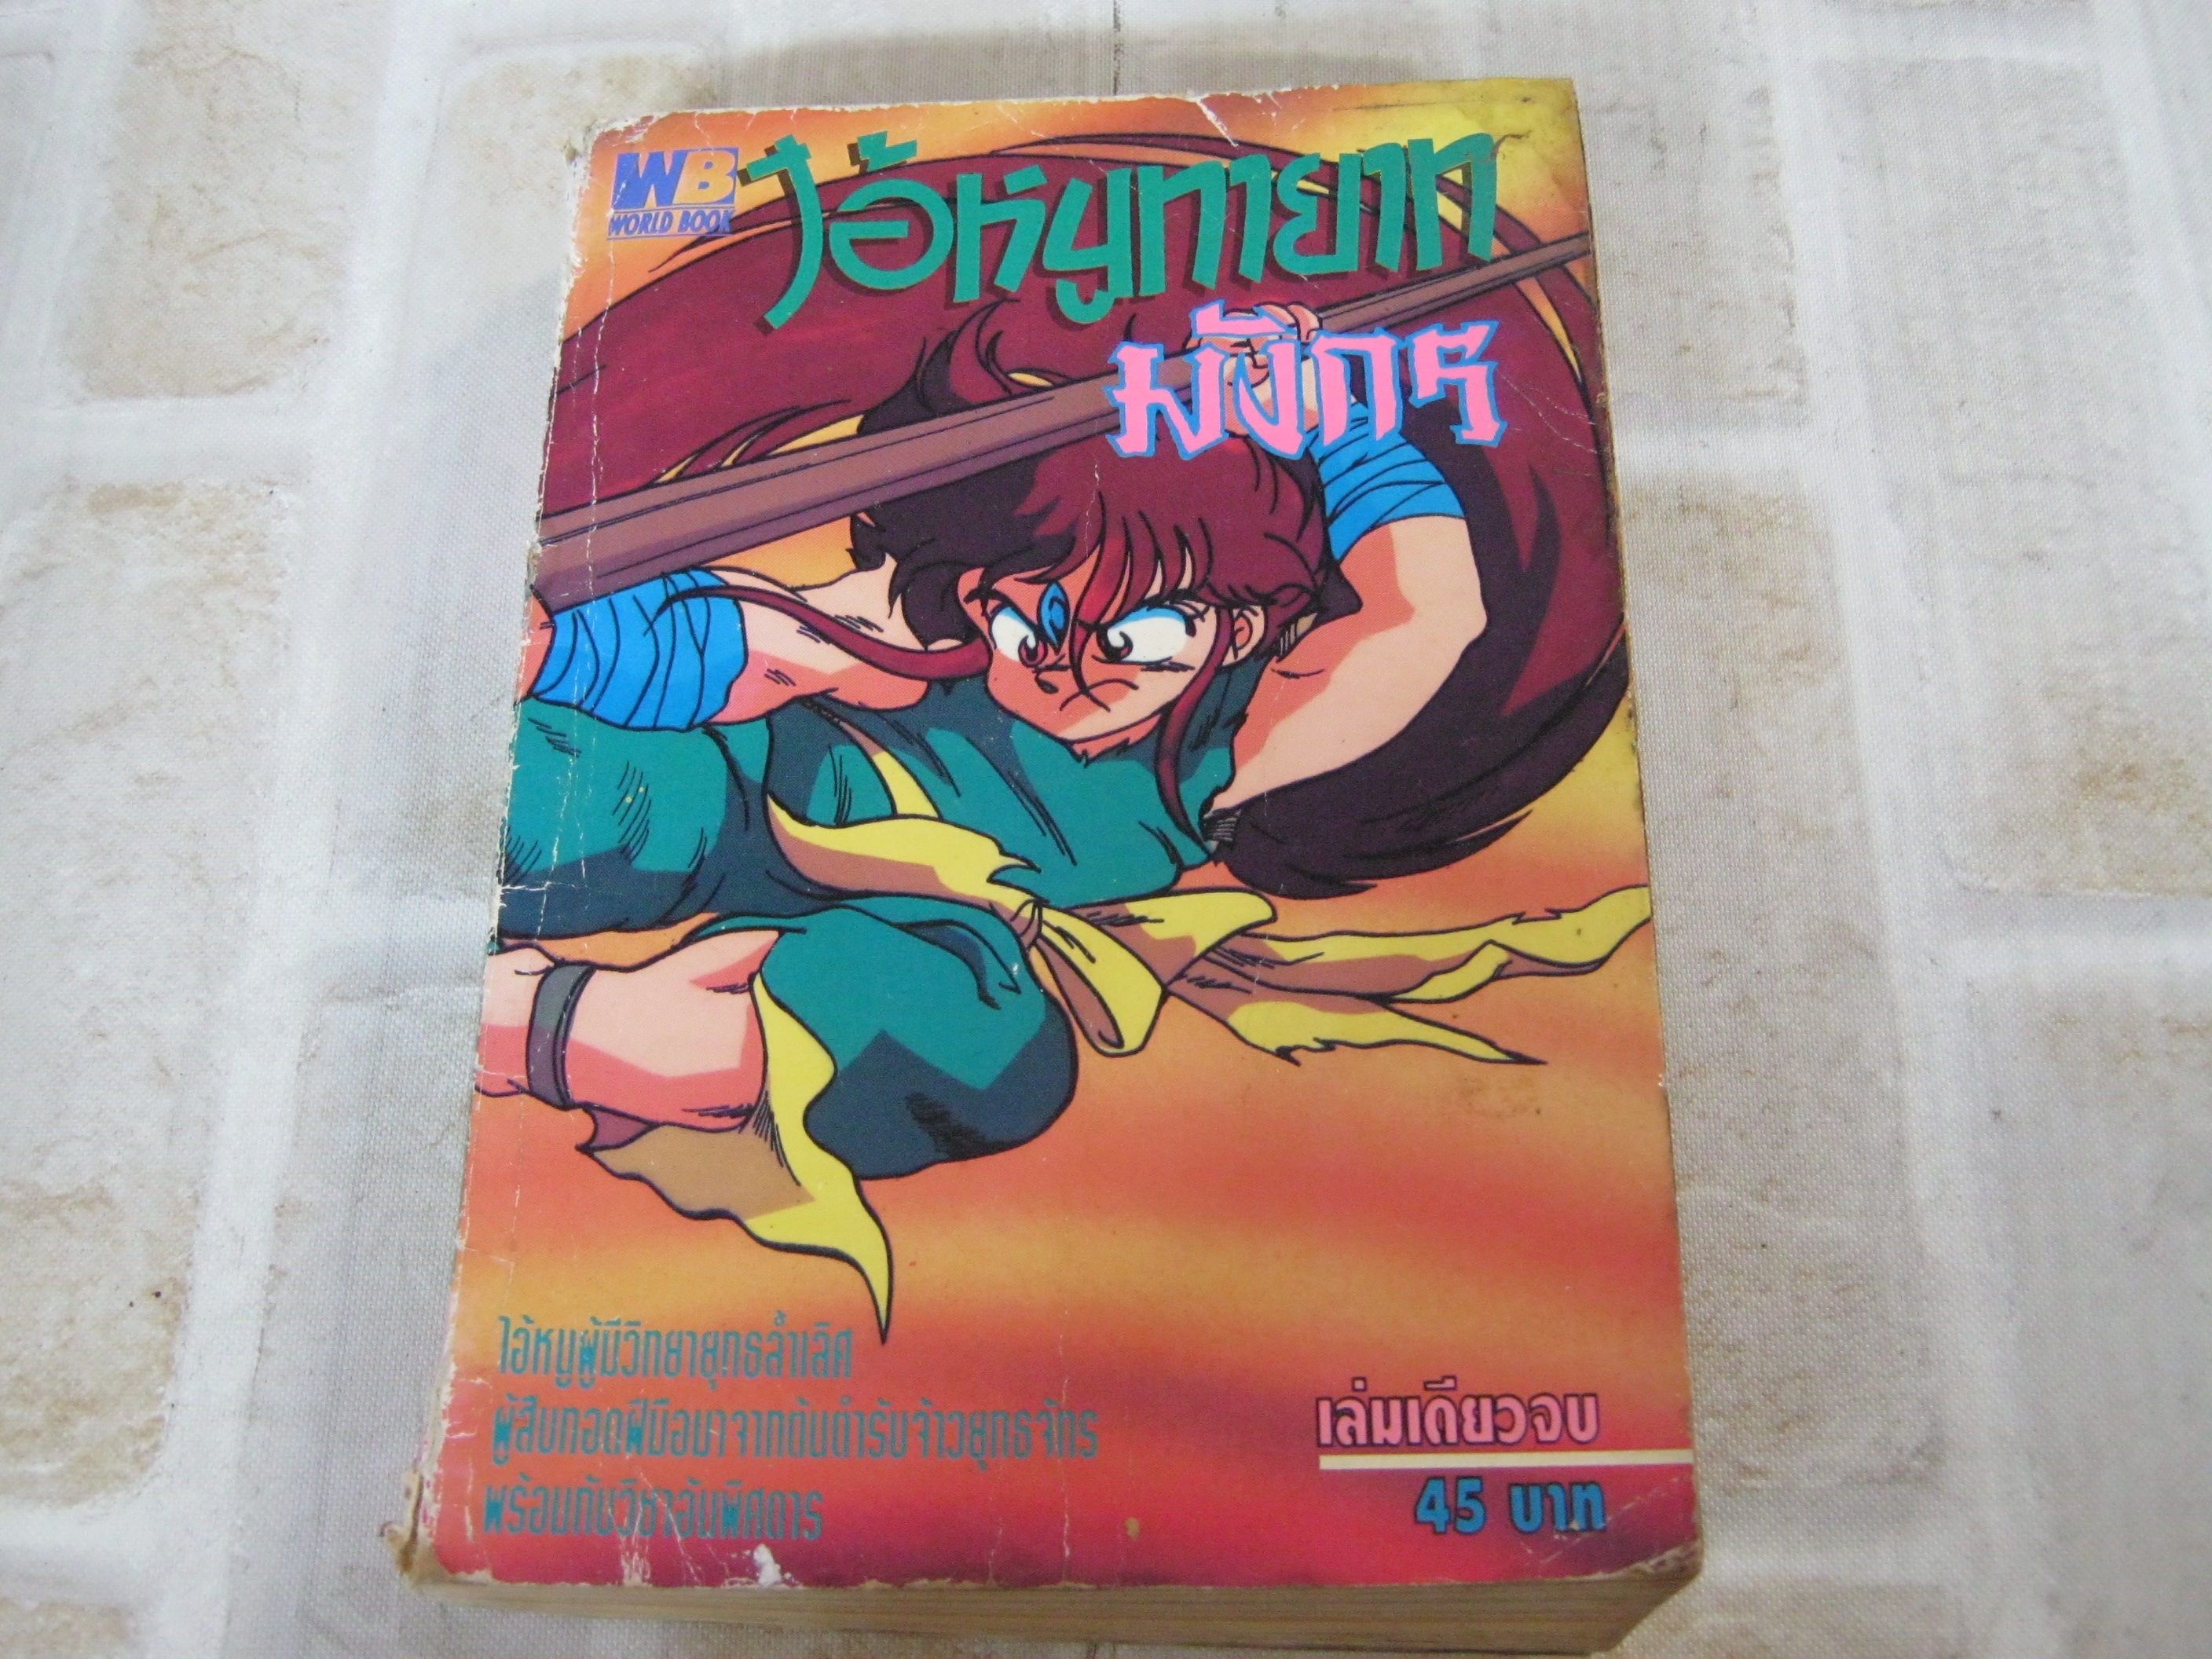 WB
WORLD BOOK
ไอ้หนูทายาท
มังกร
ไอ้หนูผู้มีวิทยายุทธล้ำเลิศ
ผู้สืบทอดฝีมือมาจากต้นตำรับจ้าวยุทธจักร
พร้อมกับวิชาอันพิศดาร
เล่มเดียวจบ
45 บาท